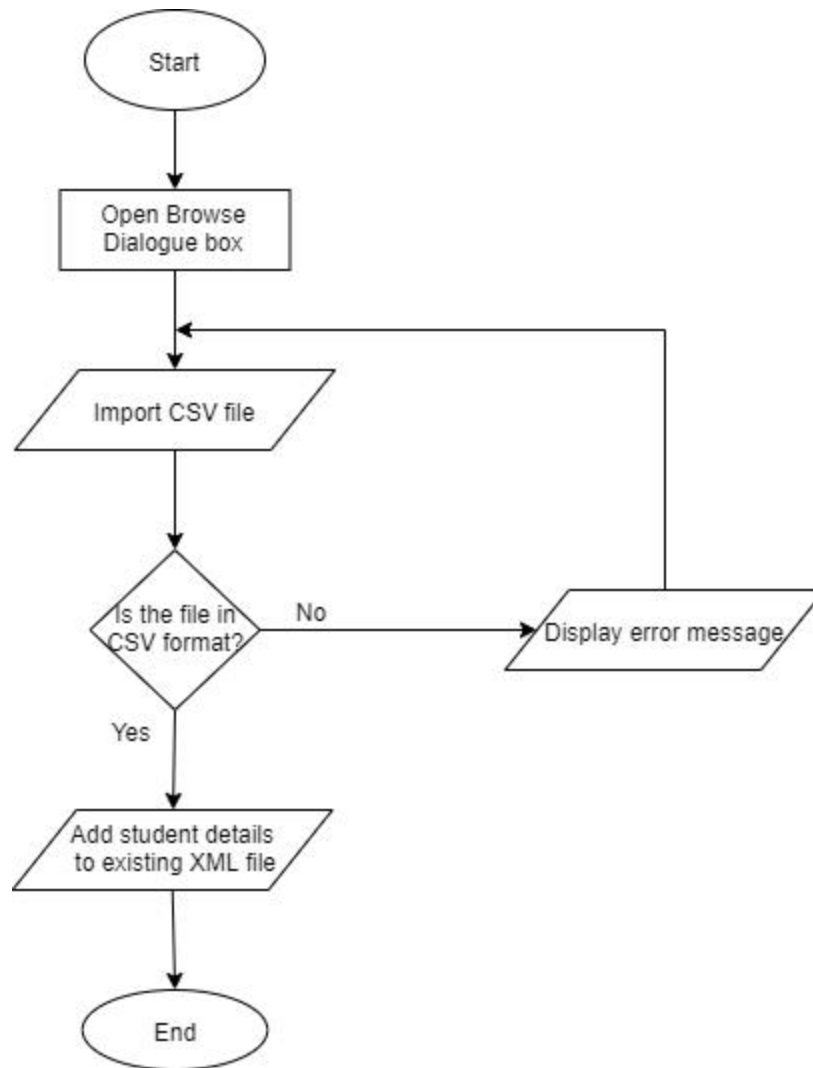 Start
Open Browse
Dialogue box
Import CSV file
Is the file in
CSV format?
No
Display error message
Yes
Add student details
to existing XML file
End